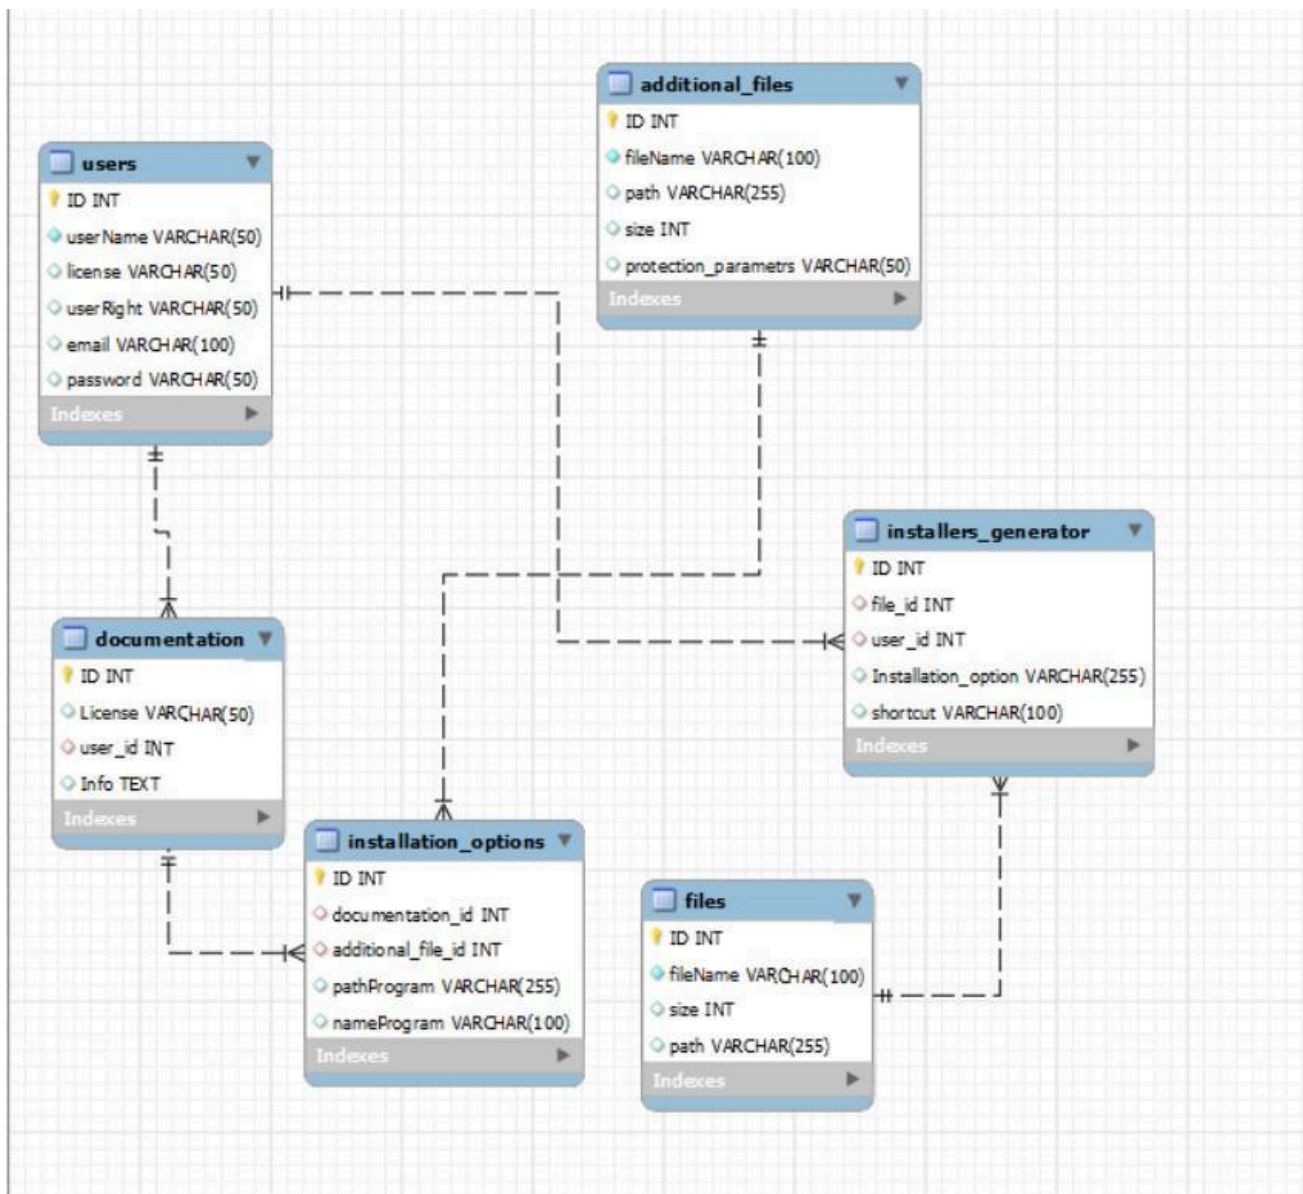 additional_files
ID INT
fileName VARCHAR(100)
path VARCHAR(255)
size INT
protection_parametrs VARCHAR(50)
Indexes
users
ID INT
userName VARCHAR(50)
license VARCHAR(50)
userRight VARCHAR(50)
email VARCHAR(100)
password VARCHAR(50)
Indexes
installers_generator
ID INT
file_id INT
user_id INT
Installation_option VARCHAR(255)
shortcut VARCHAR(100)
Indexes
documentation
ID INT
License VARCHAR(50)
user_id INT
Info TEXT
Indexes
installation_options
ID INT
documentation_id INT
additional_file_id INT
pathProgram VARCHAR(255)
nameProgram VARCHAR(100)
Indexes
files
ID INT
fileName VARCHAR(100)
size INT
path VARCHAR(255)
Indexes